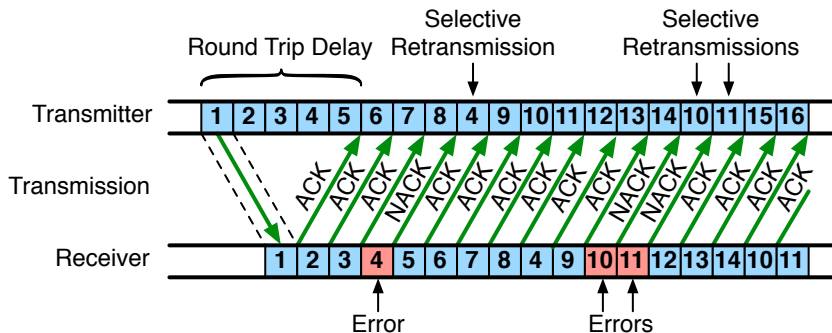 Selective Selective
Round Trip Delay Retransmission Retransmissions
Transmitter 1 2 3 4 5 6 7 8 4 9 10 11 12 13 14 10 11 15 16
Transmission ACK ACK ACK NACK ACK ACK ACK ACK ACK ACK NACK NACK ACK ACK ACK ACK
Receiver 1 2 3 4 5 6 7 8 4 9 10 11 12 13 14 10 11
Error Errors